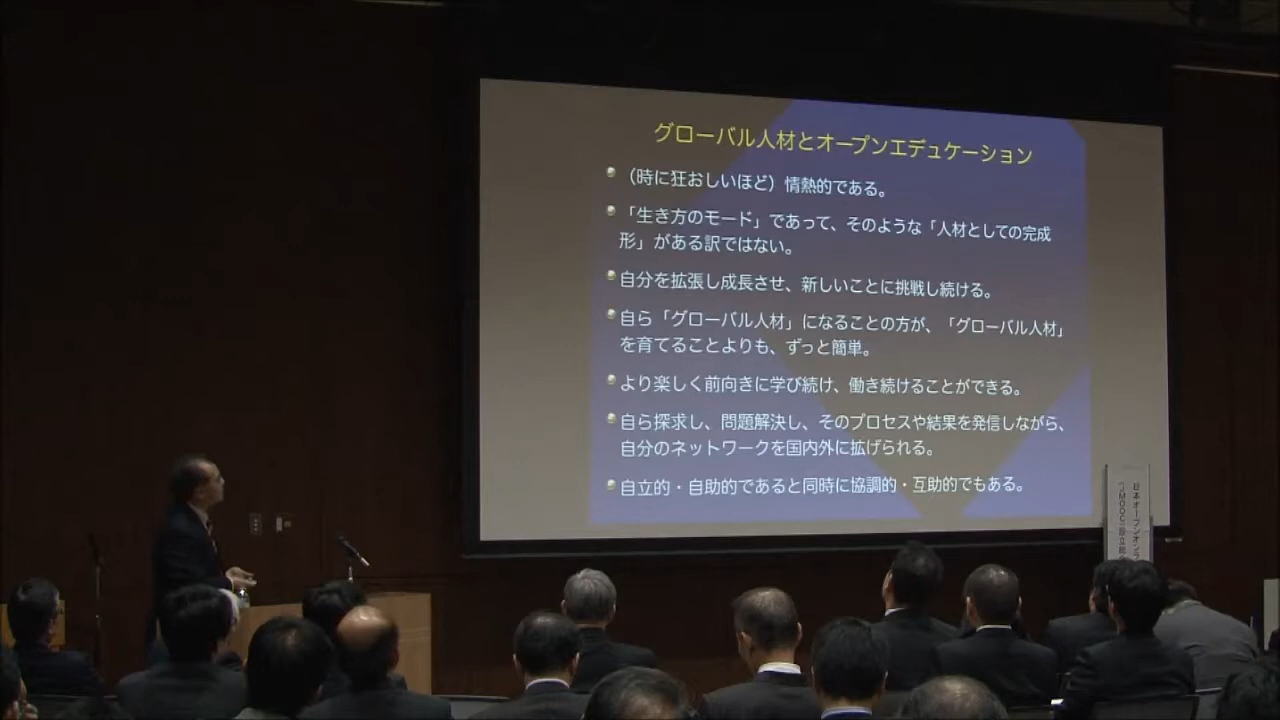 グローバル人材とオープンエデュケーション
（時に狂おしいほど）情熱的である。
「生き方のモード」であって、そのような「人材としての完成
形」がある訳ではない。
自分を拡張し成長させ、新しいことに挑戦し続ける。
自ら「グローバル人材」になることの方が、「グローバル人材」
を育てることよりも、ずっと簡単。
より楽しく前向きに学び続け、働き続けることができる。
自ら探求し、問題解決し、そのプロセスや結果を発信しながら、
自分のネットワークを国内外に拡げられる。
自立的・自助的であると同時に協調的・互助的でもある。
日本オープンオンラ